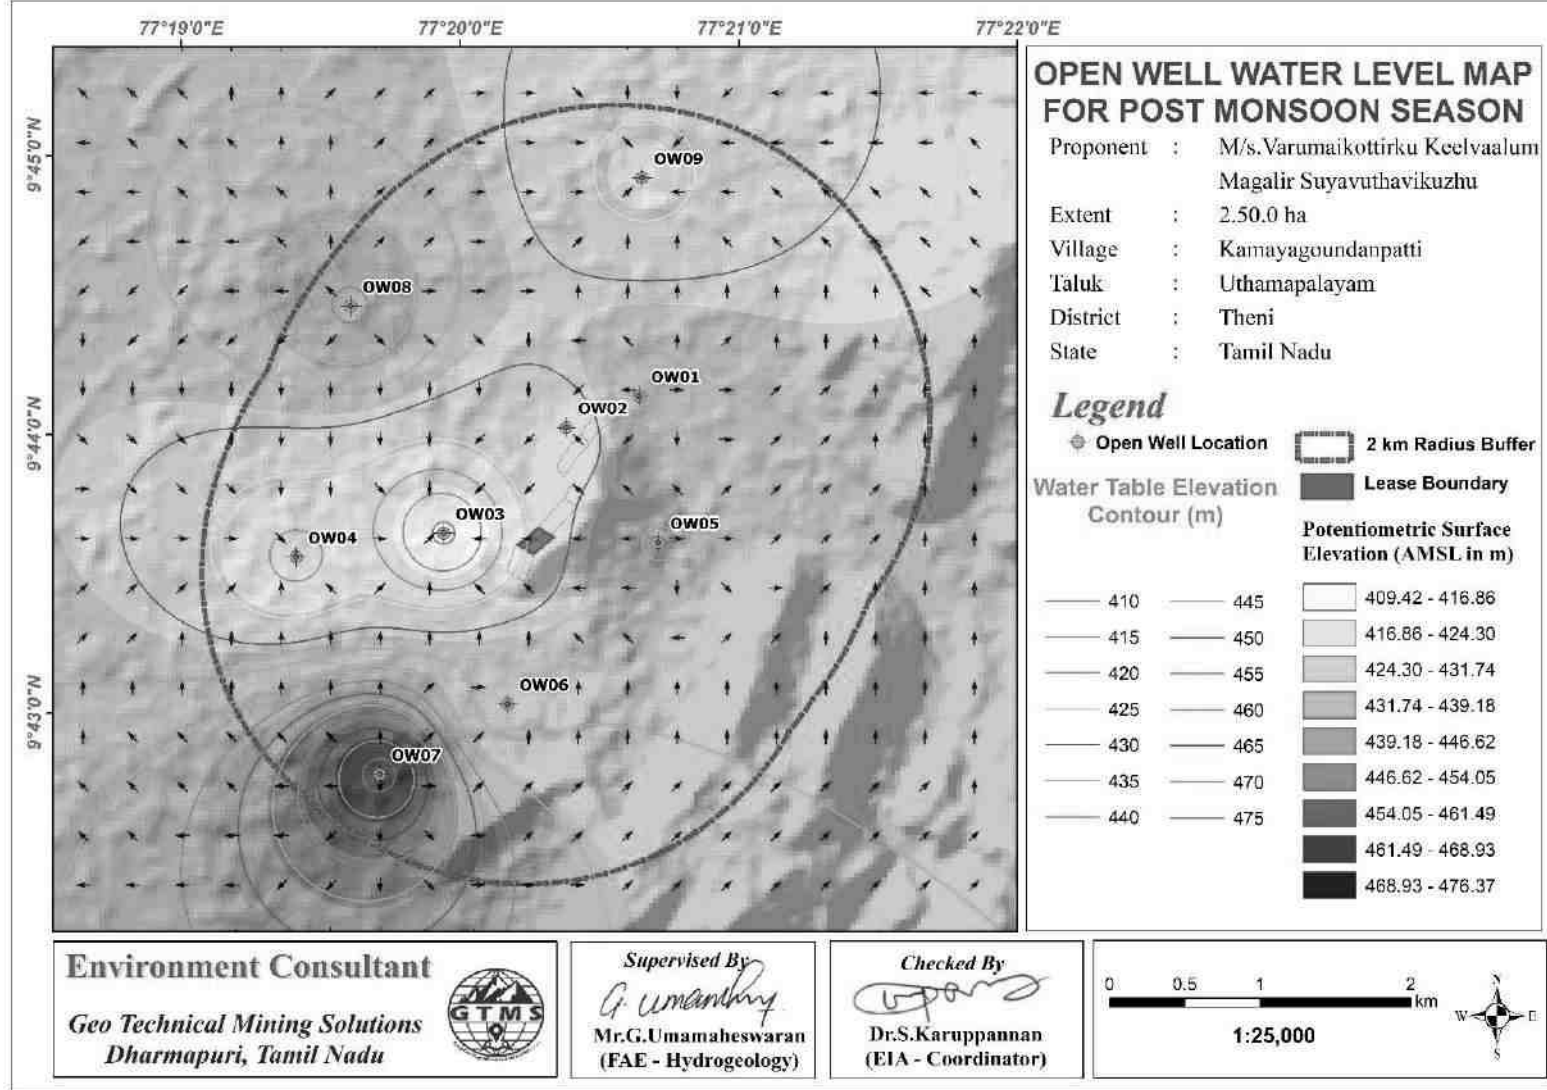 77°19'0"E
77°20'0"E
77°21'0"E
77°22'0"E
9°45'0"N
9°44'0"N
9°43'0"N
OW09
OW08
OW01
OW02
OW03
OW04
OW05
OW06
OW07
OPEN WELL WATER LEVEL MAP
FOR POST MONSOON SEASON
Proponent : M/s.Varumaikottirku Keelvaalum
Magalir Suyavuthavikuzhu
Extent : 2.50.0 ha
Village : Kamayagoundanpatti
Taluk : Uthamapalayam
District : Theni
State : Tamil Nadu
Legend
Open Well Location
2 km Radius Buffer
Lease Boundary
Water Table Elevation
Contour (m)
410 445
415 450
420 455
425 460
430 465
435 470
440 475
Potentiometric Surface
Elevation (AMSL in m)
409.42 - 416.86
416.86 - 424.30
424.30 - 431.74
431.74 - 439.18
439.18 - 446.62
446.62 - 454.05
454.05 - 461.49
461.49 - 468.93
468.93 - 476.37
Environment Consultant
Geo Technical Mining Solutions
Dharmapuri, Tamil Nadu
GTMS
Supervised By
G. Umamaheswaran
Mr.G.Umamaheswaran
(FAE - Hydrogeology)
Checked By
Dr.S.Karuppannan
(EIA - Coordinator)
0 0.5 1 2
km
1:25,000
N
W E
S